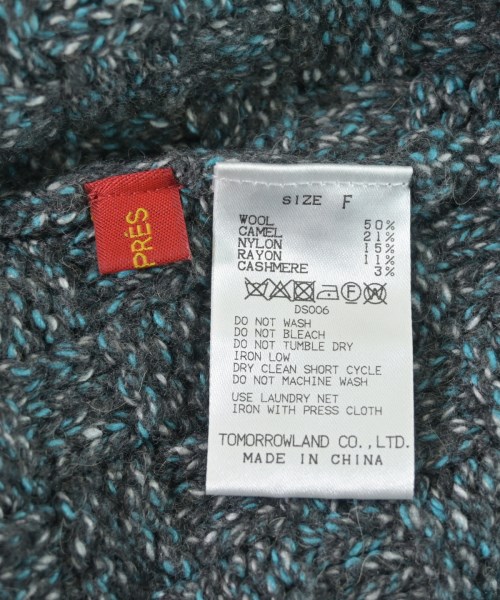 PRÉS
SIZE F
WOOL 50%
CAMEL 21%
NYLON 15%
RAYON 11%
CASHMERE 3%
DS006
DO NOT WASH
DO NOT BLEACH
DO NOT TUMBLE DRY
IRON LOW
DRY CLEAN SHORT CYCLE
DO NOT MACHINE WASH
USE LAUNDRY NET
IRON WITH PRESS CLOTH
TOMORROWLAND CO., LTD.
MADE IN CHINA